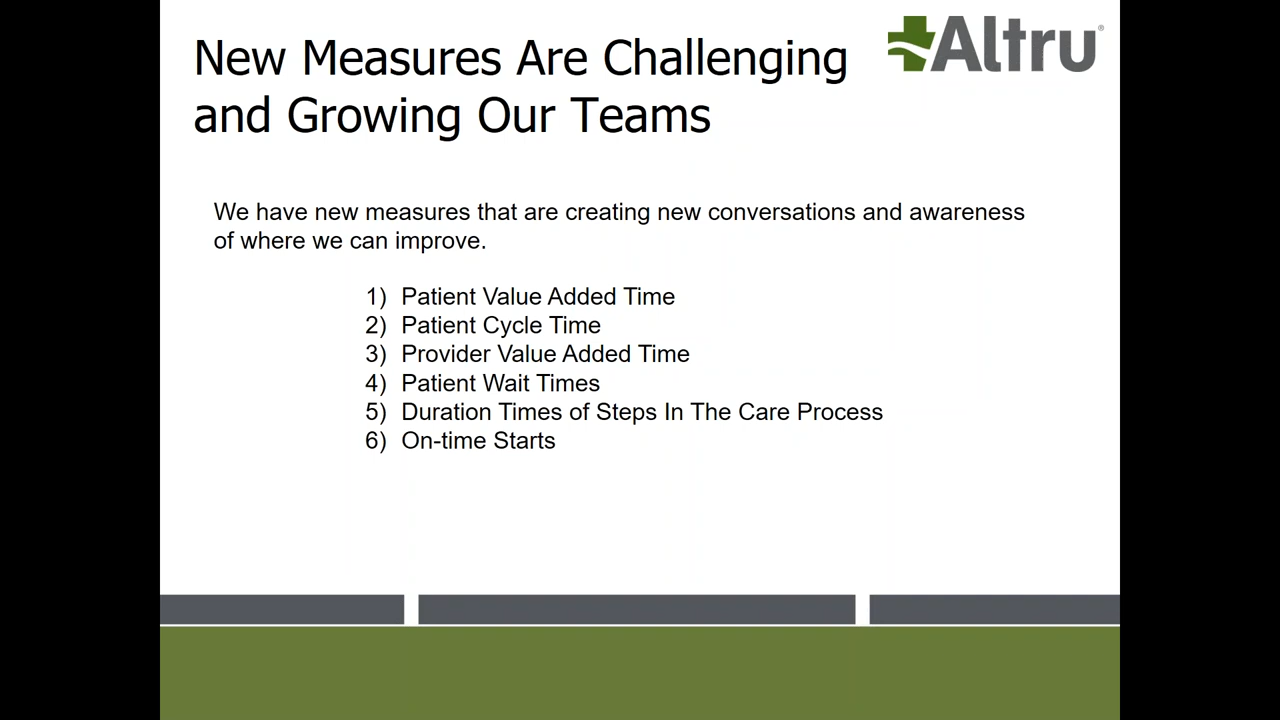 New Measures Are Challenging
and Growing Our Teams
Altru®
We have new measures that are creating new conversations and awareness
of where we can improve.
1) Patient Value Added Time
2) Patient Cycle Time
3) Provider Value Added Time
4) Patient Wait Times
5) Duration Times of Steps In The Care Process
6) On-time Starts